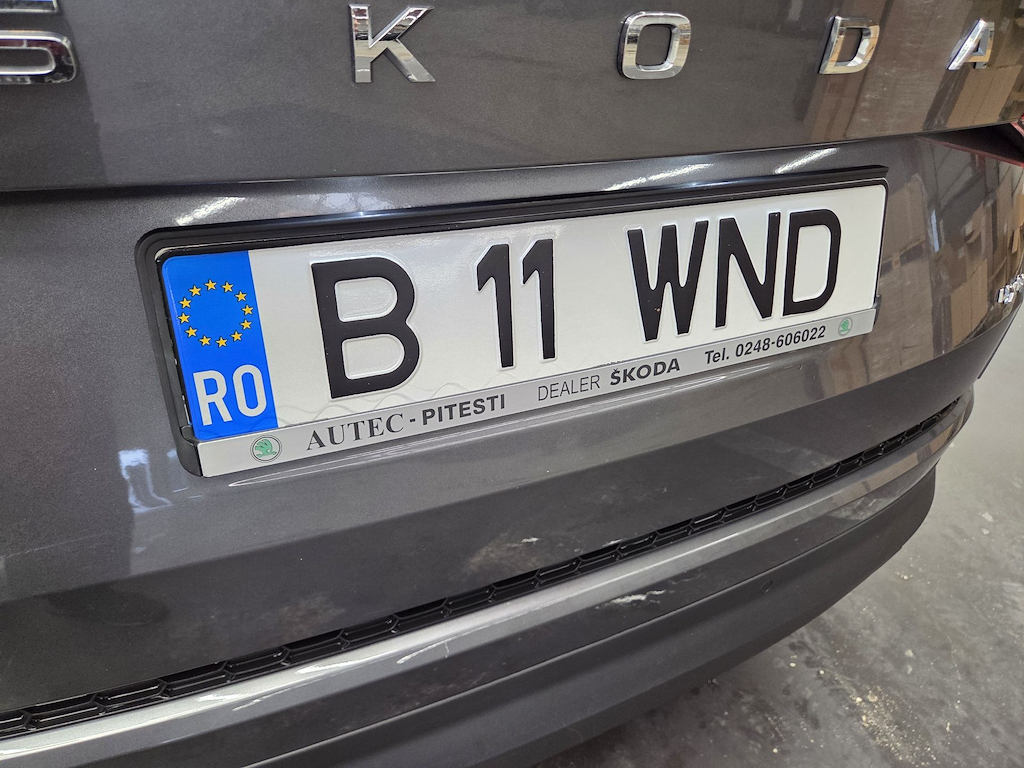 KODA
RO B 11 WND
AUTEC - PITESTI DEALER ŠKODA Tel. 0248-606022